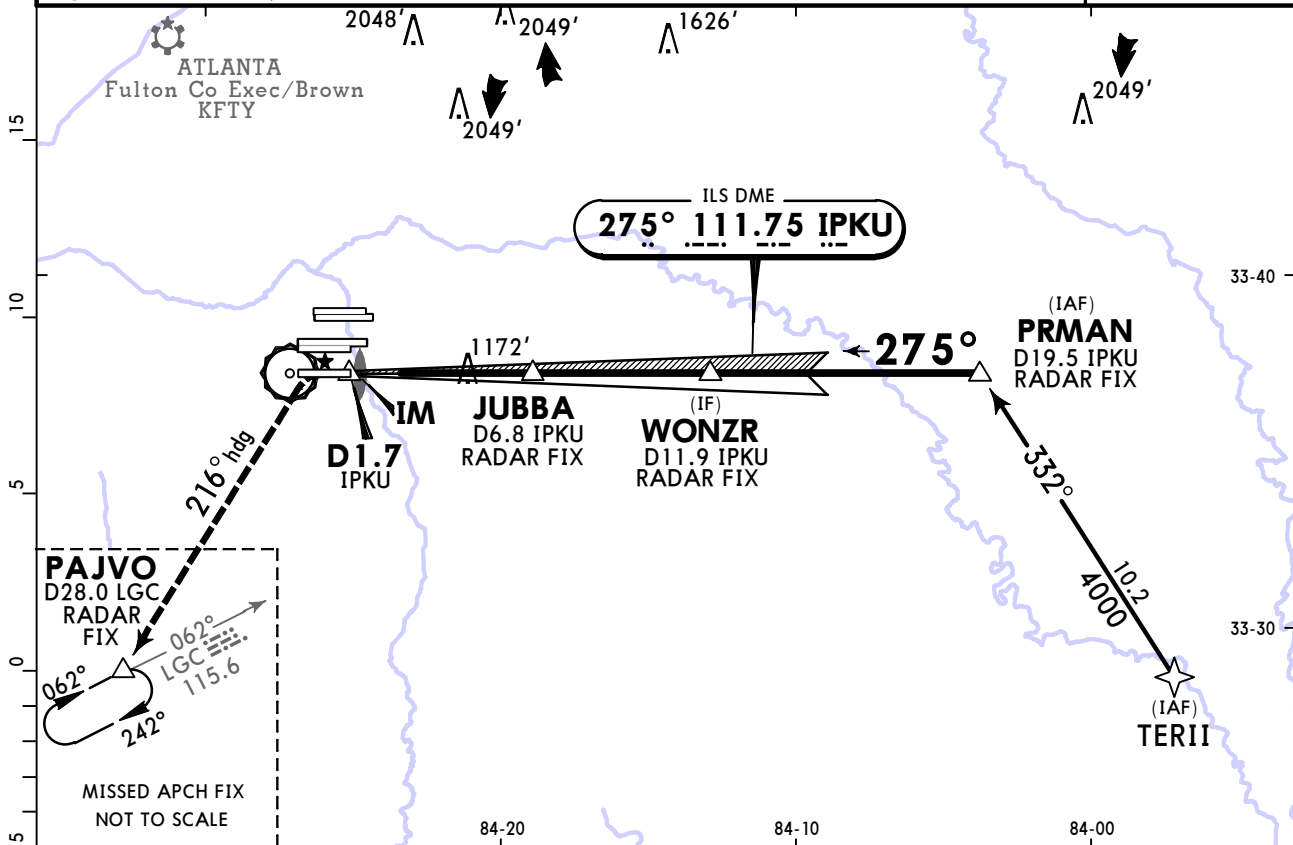 2048'
2049'
1626'
ATLANTA
Fulton Co Exec/Brown
KFTY
2049'
2049'
15
ILS DME
275° 111.75 IPKU
33-40
10
(IAF)
PRMAN
D19.5 IPKU
RADAR FIX
275°
1172'
IM
JUBBA
D6.8 IPKU
RADAR FIX
(IF)
WONZR
D11.9 IPKU
RADAR FIX
D1.7
IPKU
216° hdg
332°
5
10.2
4000
PAJVO
D28.0 LGC
RADAR
FIX
062°
LGC
115.6
33-30
0
062°
242°
(IAF)
TERII
MISSED APCH FIX
NOT TO SCALE
5
84-20
84-10
84-00